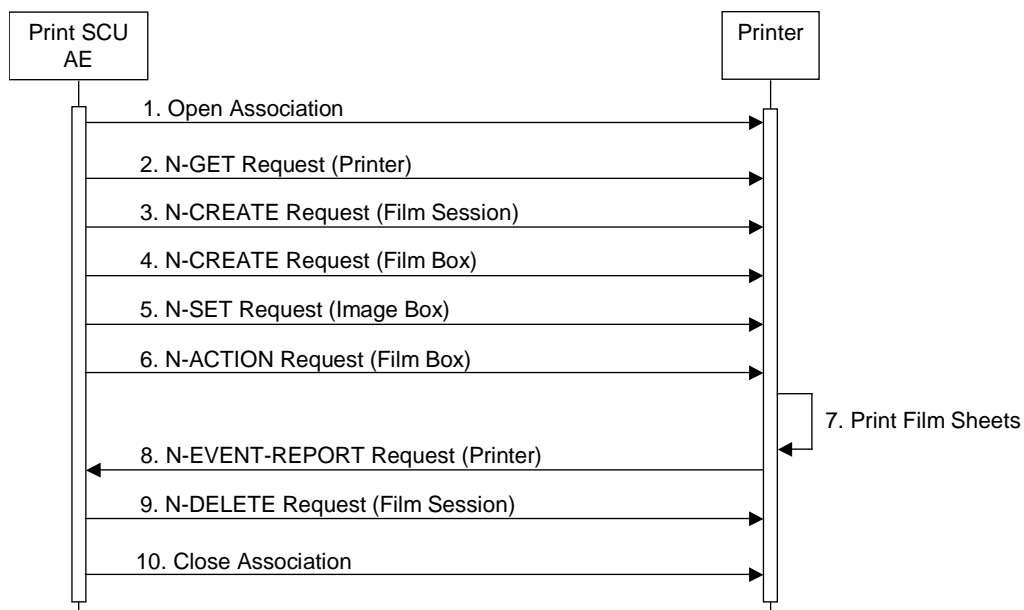 Print SCU
AE
Printer
1. Open Association
2. N-GET Request (Printer)
3. N-CREATE Request (Film Session)
4. N-CREATE Request (Film Box)
5. N-SET Request (Image Box)
6. N-ACTION Request (Film Box)
7. Print Film Sheets
8. N-EVENT-REPORT Request (Printer)
9. N-DELETE Request (Film Session)
10. Close Association